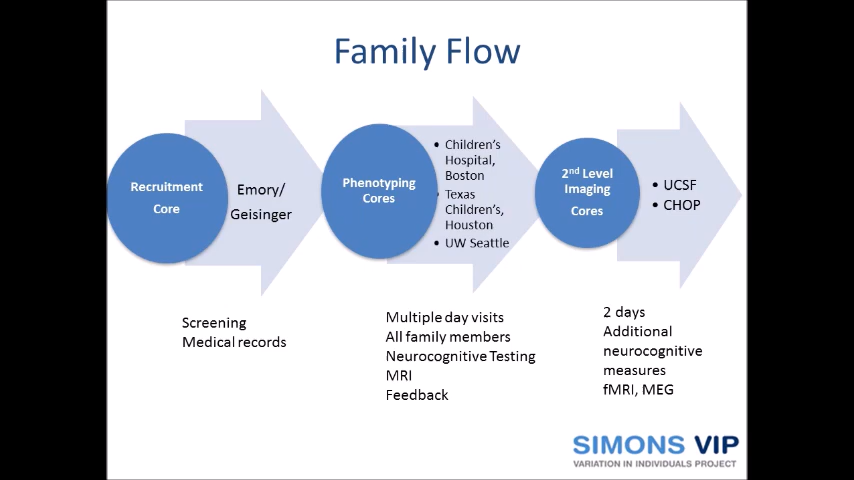 Family Flow
Recruitment
Core
Emory/
Geisinger
Phenotyping
Cores
• Children's
Hospital,
Boston
• Texas
Children's,
Houston
• UW Seattle
2nd Level
Imaging
Cores
• UCSF
• CHOP
Screening
Medical records
Multiple day visits
All family members
Neurocognitive Testing
MRI
Feedback
2 days
Additional
neurocognitive
measures
fMRI, MEG
SIMONS VIP
VARIATION IN INDIVIDUALS PROJECT